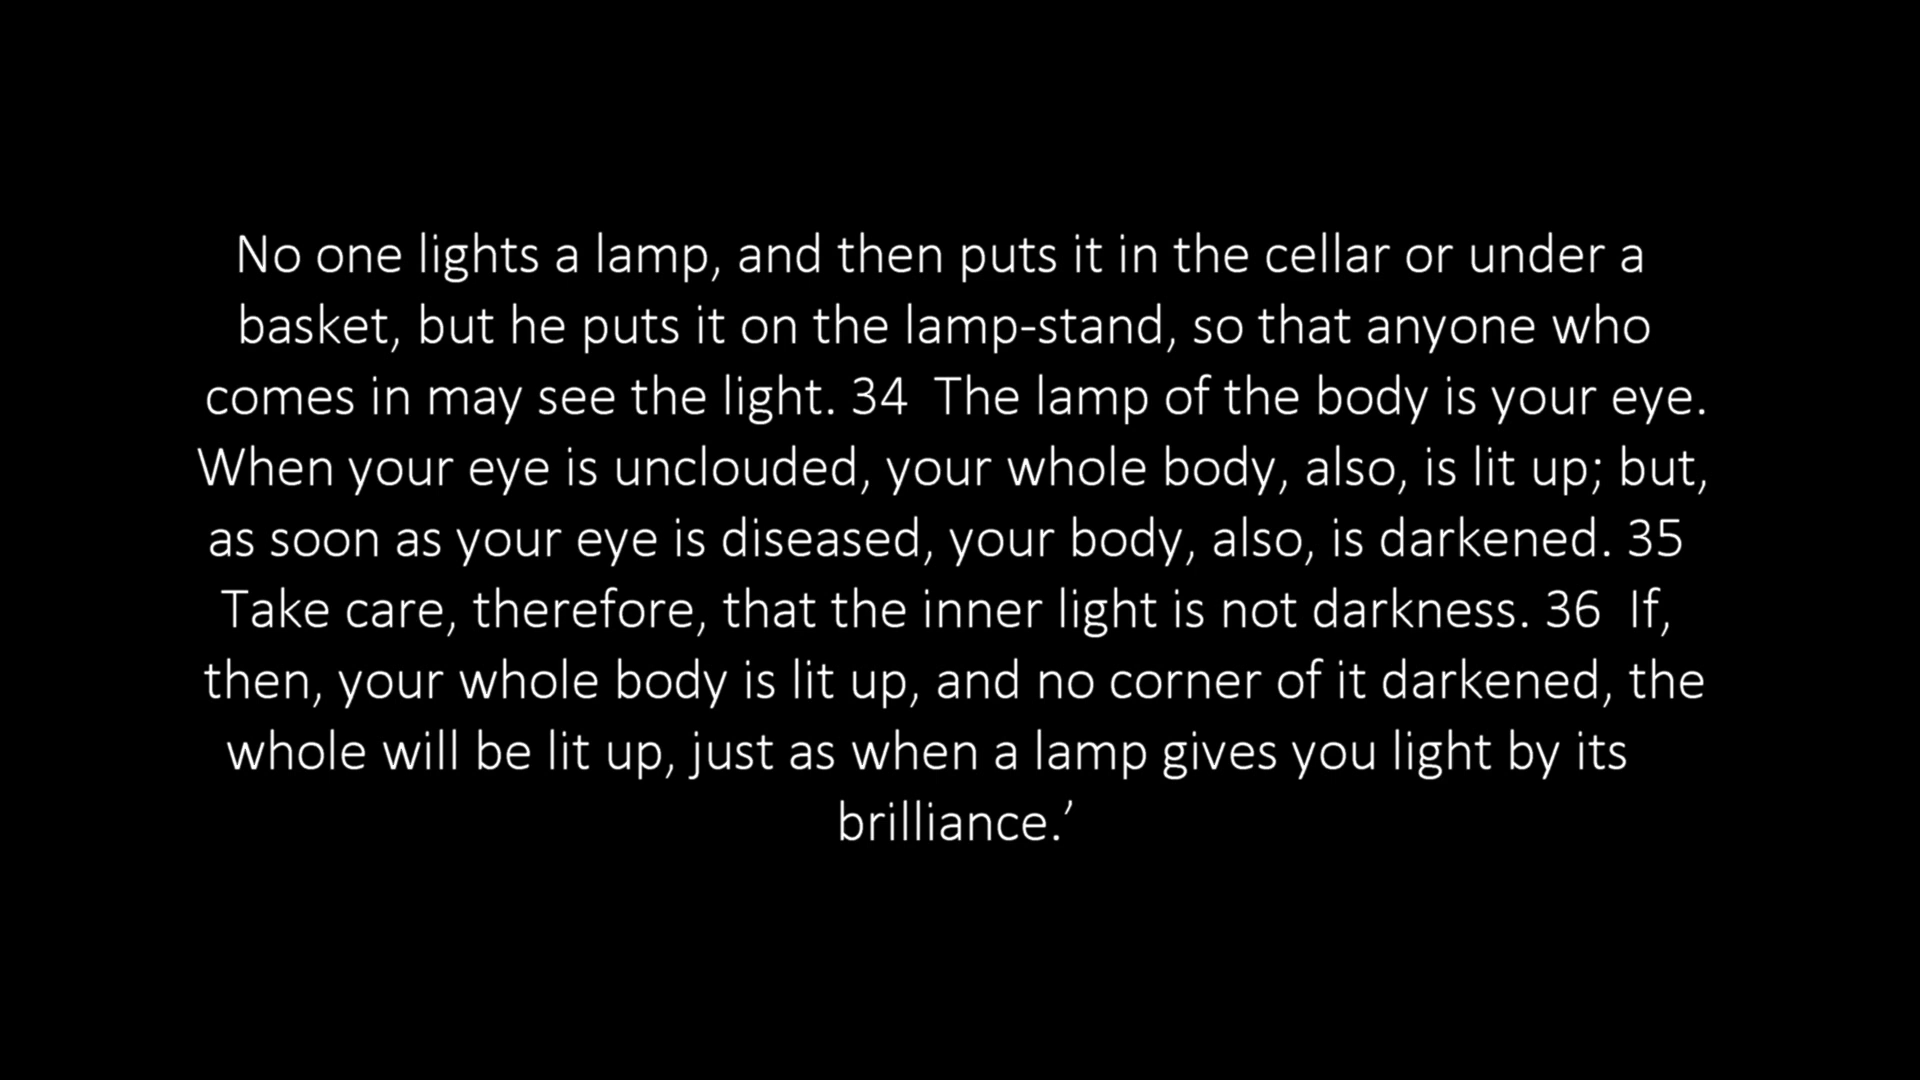 No one lights a lamp, and then puts it in the cellar or under a
basket, but he puts it on the lamp-stand, so that anyone who
comes in may see the light. 34  The lamp of the body is your eye.
When your eye is unclouded, your whole body, also, is lit up; but,
as soon as your eye is diseased, your body, also, is darkened. 35
Take care, therefore, that the inner light is not darkness. 36  If,
then, your whole body is lit up, and no corner of it darkened, the
whole will be lit up, just as when a lamp gives you light by its
brilliance.’